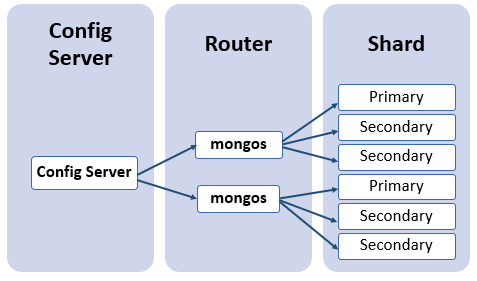 Config
Server
Router
Shard
Config Server
mongos
mongos
Primary
Secondary
Secondary
Primary
Secondary
Secondary